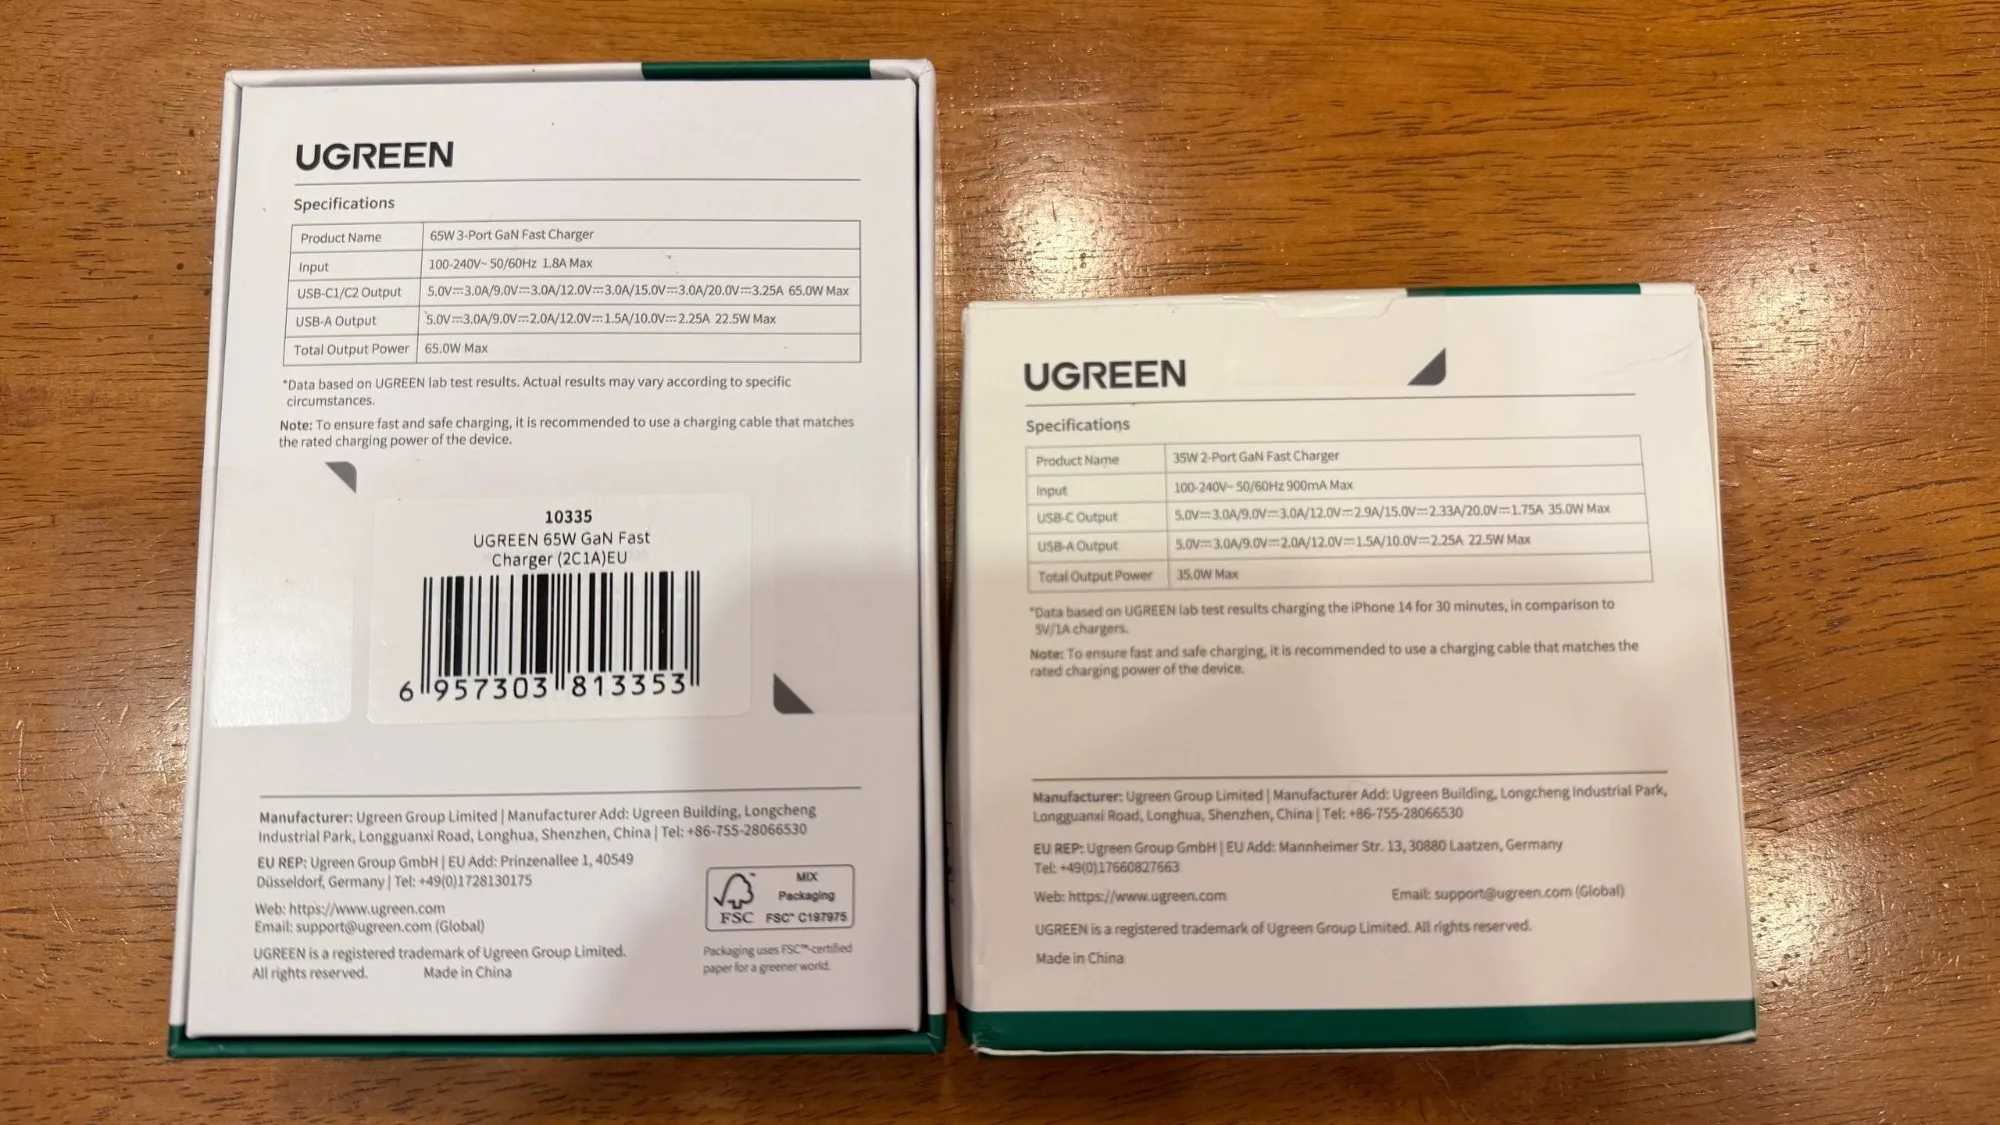 UGREEN
Specifications
Product Name 65W 3-Port GaN Fast Charger
Input 100-240V~ 50/60Hz 1.8A Max
USB-C1/C2 Output 5.0V⎓3.0A/9.0V⎓3.0A/12.0V⎓3.0A/15.0V⎓3.0A/20.0V⎓3.25A 65.0W Max
USB-A Output 5.0V⎓3.0A/9.0V⎓2.0A/12.0V⎓1.5A/10.0V⎓2.25A 22.5W Max
Total Output Power 65.0W Max
*Data based on UGREEN lab test results. Actual results may vary according to specific
circumstances.
Note: To ensure fast and safe charging, it is recommended to use a charging cable that matches
the rated charging power of the device.
10335
UGREEN 65W GaN Fast
Charger (2C1A)EU
6 957303 813353
Manufacturer: Ugreen Group Limited | Manufacturer Add: Ugreen Building, Longcheng
Industrial Park, Longguanxi Road, Longhua, Shenzhen, China | Tel: +86-755-28066530
EU REP: Ugreen Group GmbH | EU Add: Prinzenallee 1, 40549
Düsseldorf, Germany | Tel: +49(0)1728130175
Web: https://www.ugreen.com
Email: support@ugreen.com (Global)
UGREEN is a registered trademark of Ugreen Group Limited.
All rights reserved. Made in China
MIX
Packaging
FSC FSC™ C197975
Packaging uses FSC™-certified
paper for a greener world.
UGREEN
Specifications
Product Name 35W 2-Port GaN Fast Charger
Input 100-240V~ 50/60Hz 900mA Max
USB-C Output 5.0V⎓3.0A/9.0V⎓3.0A/12.0V⎓2.9A/15.0V⎓2.33A/20.0V⎓1.75A 35.0W Max
USB-A Output 5.0V⎓3.0A/9.0V⎓2.0A/12.0V⎓1.5A/10.0V⎓2.25A 22.5W Max
Total Output Power 35.0W Max
*Data based on UGREEN lab test results charging the iPhone 14 for 30 minutes, in comparison to
5V/1A chargers.
Note: To ensure fast and safe charging, it is recommended to use a charging cable that matches the
rated charging power of the device.
Manufacturer: Ugreen Group Limited | Manufacturer Add: Ugreen Building, Longcheng Industrial Park,
Longguanxi Road, Longhua, Shenzhen, China | Tel: +86-755-28066530
EU REP: Ugreen Group GmbH | EU Add: Mannheimer Str. 13, 30880 Laatzen, Germany
Tel: +49(0)17660827663
Web: https://www.ugreen.com Email: support@ugreen.com (Global)
UGREEN is a registered trademark of Ugreen Group Limited. All rights reserved.
Made in China